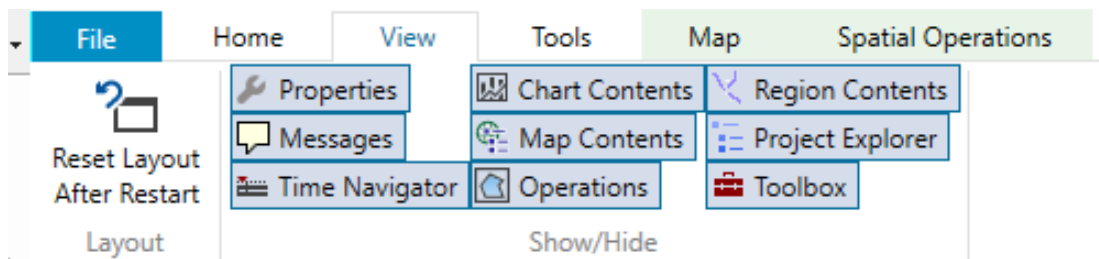 File Home View Tools Map Spatial Operations
Properties Chart Contents Region Contents
Messages Map Contents Project Explorer
Reset Layout
After Restart
Time Navigator Operations Toolbox
Layout Show/Hide